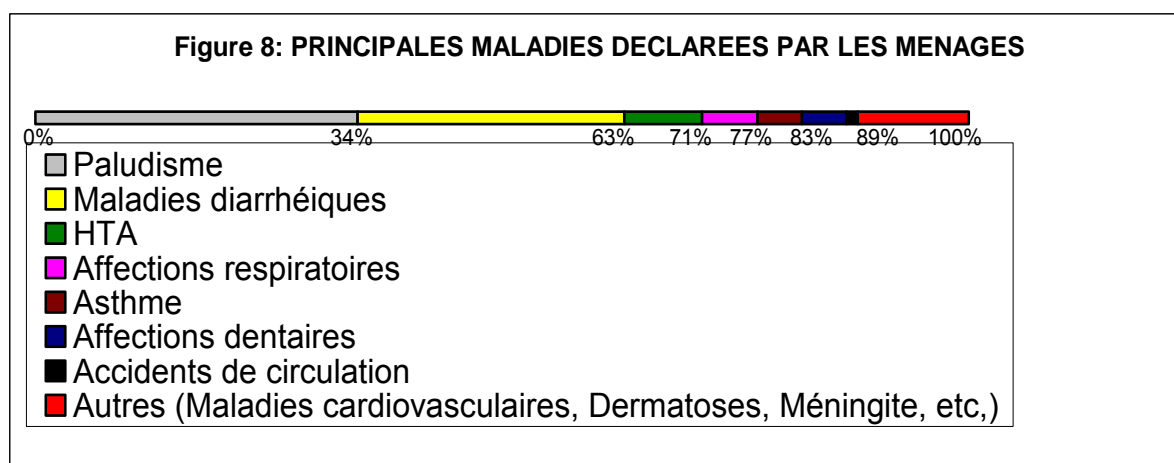 Figure 8: PRINCIPALES MALADIES DECLAREES PAR LES MENAGES
0% 34% 63% 71% 77% 83% 89% 100%
Paludisme
Maladies diarrhéiques
HTA
Affections respiratoires
Asthme
Affections dentaires
Accidents de circulation
Autres (Maladies cardiovasculaires, Dermatoses, Méningite, etc,)